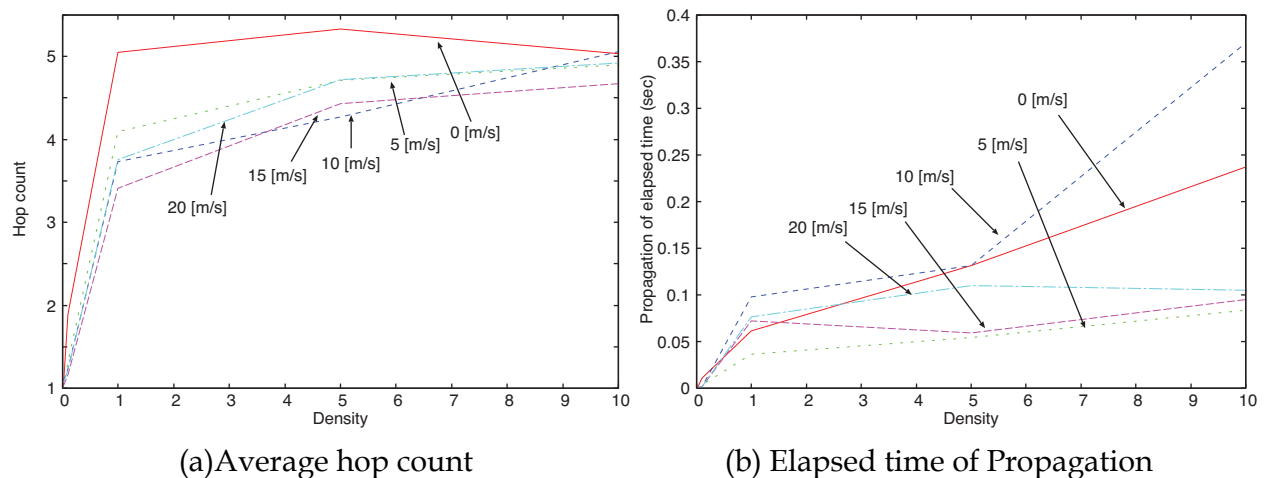 Hop count
5
4
3
2
1
0 [m/s]
5 [m/s]
10 [m/s]
15 [m/s]
20 [m/s]
0 1 2 3 4 5 6 7 8 9 10
Density
(a)Average hop count
Propagation of elapsed time (sec)
0.4
0.35
0.3
0.25
0.2
0.15
0.1
0.05
0
0 [m/s]
5 [m/s]
10 [m/s]
15 [m/s]
20 [m/s]
0 1 2 3 4 5 6 7 8 9 10
Density
(b) Elapsed time of Propagation